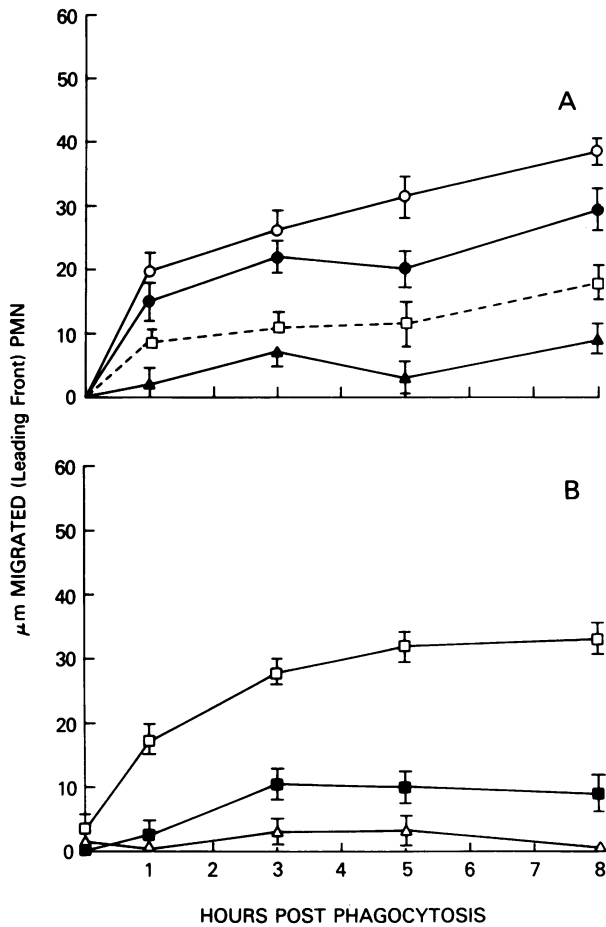 60
50
40
30
20
10
0
A
μm MIGRATED (Leading Front) PMN
60
50
40
30
20
10
0
B
1 2 3 4 5 6 7 8
HOURS POST PHAGOCYTOSIS